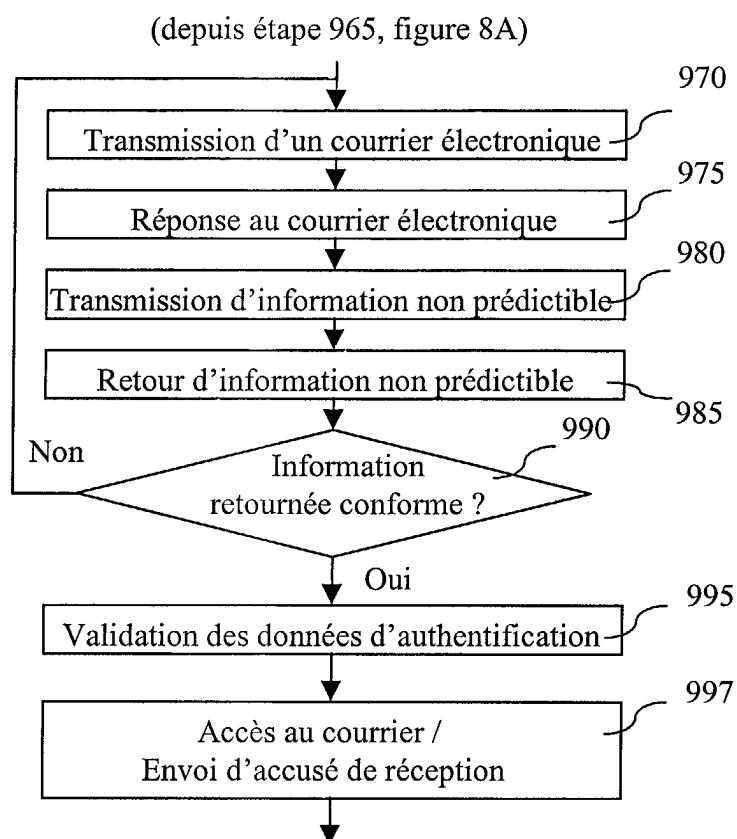 (depuis étape 965, figure 8A)
970
Transmission d'un courrier électronique
975
Réponse au courrier électronique
980
Transmission d'information non prédictible
Retour d'information non prédictible
985
990
Non
Information
retournée conforme ?
Oui
995
Validation des données d'authentification
997
Accès au courrier /
Envoi d'accusé de réception